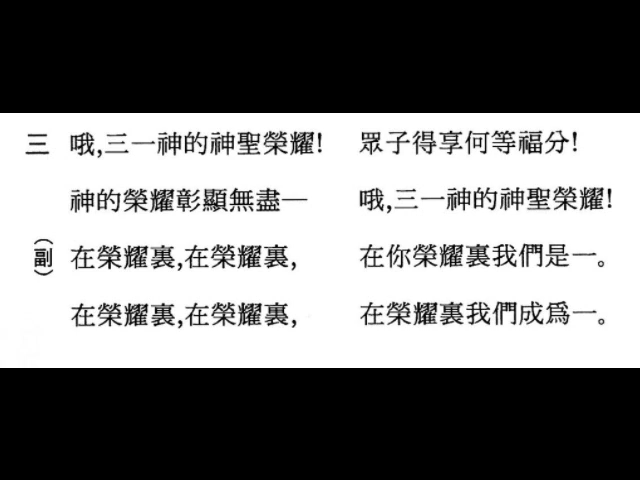 三 哦,三一神的神聖榮耀! 眾子得享何等福分!
神的榮耀彰顯無盡— 哦,三一神的神聖榮耀!
(副) 在榮耀裏,在榮耀裏, 在你榮耀裏我們是一。
在榮耀裏,在榮耀裏, 在榮耀裏我們成爲一。